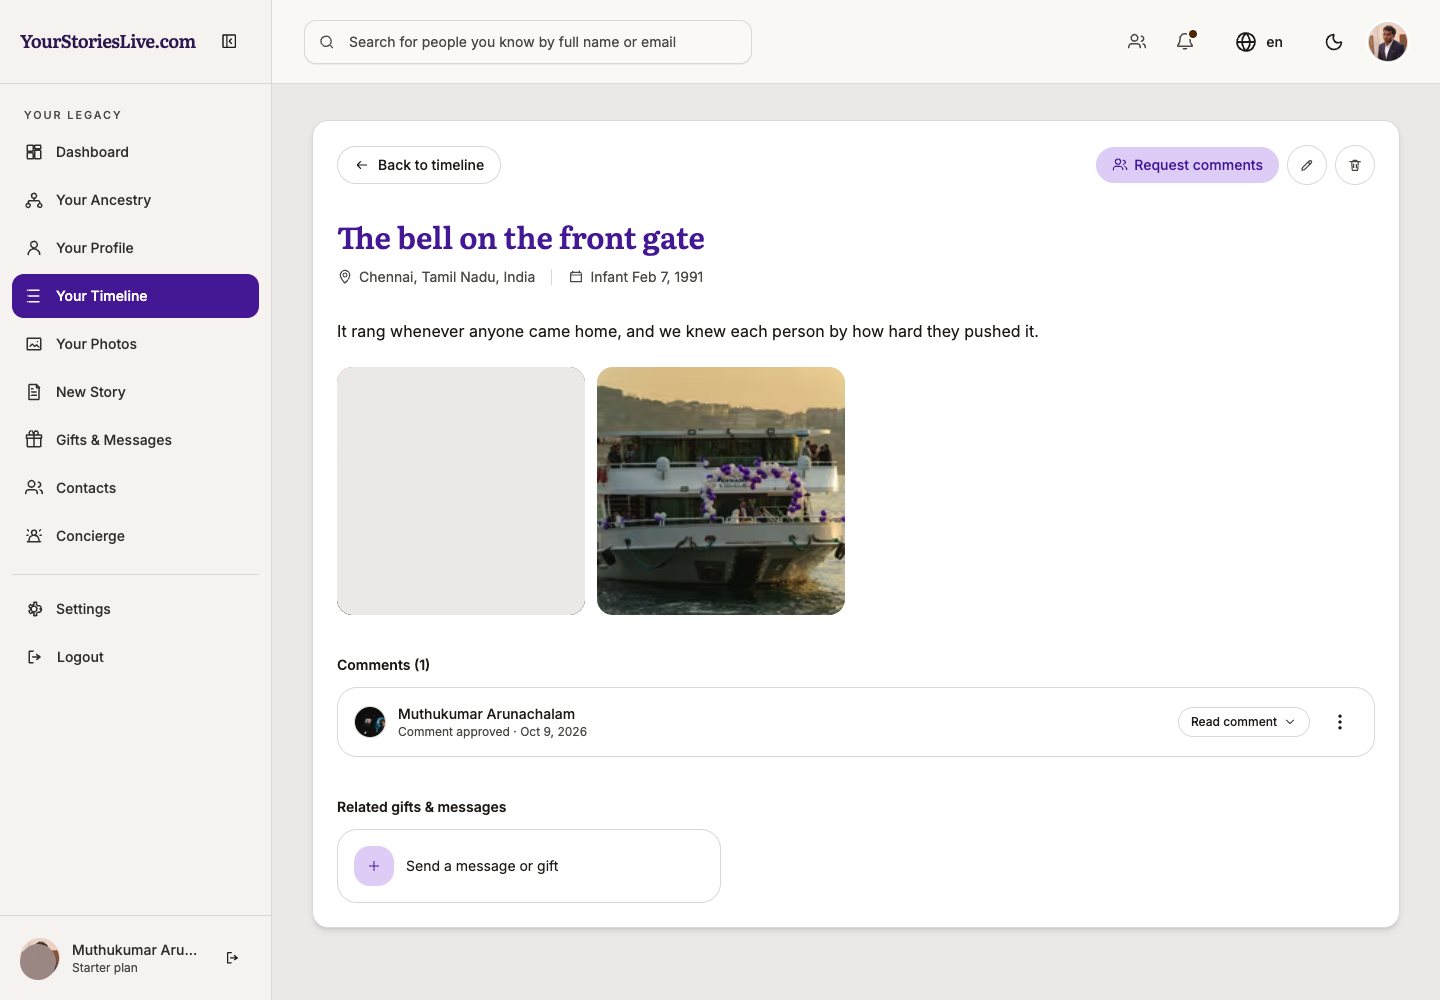 YourStoriesLive.com
Search for people you know by full name or email
en
YOUR LEGACY
Dashboard
Your Ancestry
Your Profile
Your Timeline
Your Photos
New Story
Gifts & Messages
Contacts
Concierge
Settings
Logout
Muthukumar Aru...
Starter plan
Back to timeline
Request comments
The bell on the front gate
Chennai, Tamil Nadu, India
Infant Feb 7, 1991
It rang whenever anyone came home, and we knew each person by how hard they pushed it.
Comments (1)
Muthukumar Arunachalam
Comment approved · Oct 9, 2026
Read comment
Related gifts & messages
Send a message or gift